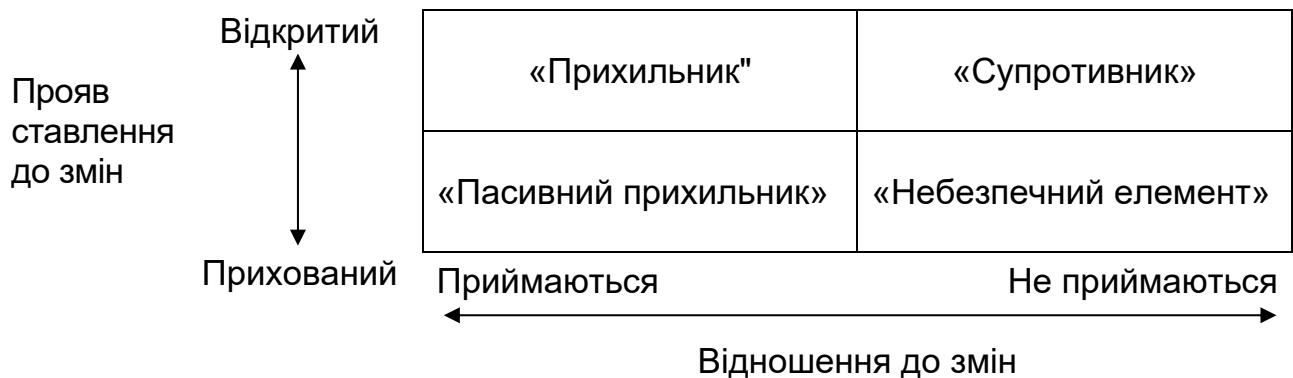 Відкритий
«Прихильник"
«Супротивник»
Прояв
ставлення
до змін
«Пасивний прихильник»
«Небезпечний елемент»
Прихований
Приймаються
Не приймаються
Відношення до змін